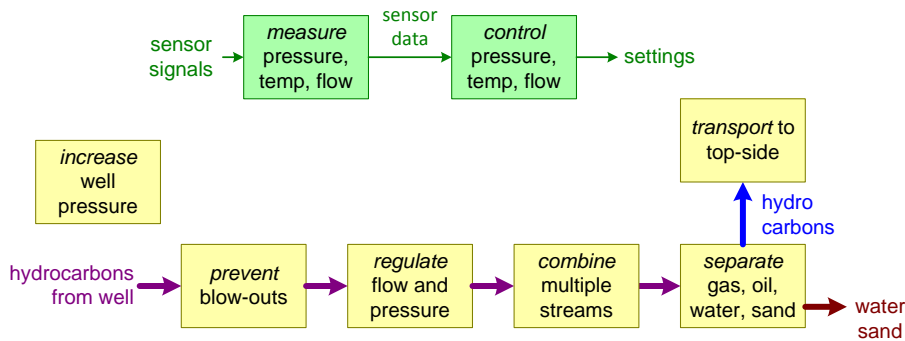 sensor
signals
measure
pressure,
temp, flow
sensor
data
control
pressure,
temp, flow
settings
increase
well
pressure
transport to
top-side
hydro
carbons
hydrocarbons
from well
prevent
blow-outs
regulate
flow and
pressure
combine
multiple
streams
separate
gas, oil,
water, sand
water
sand